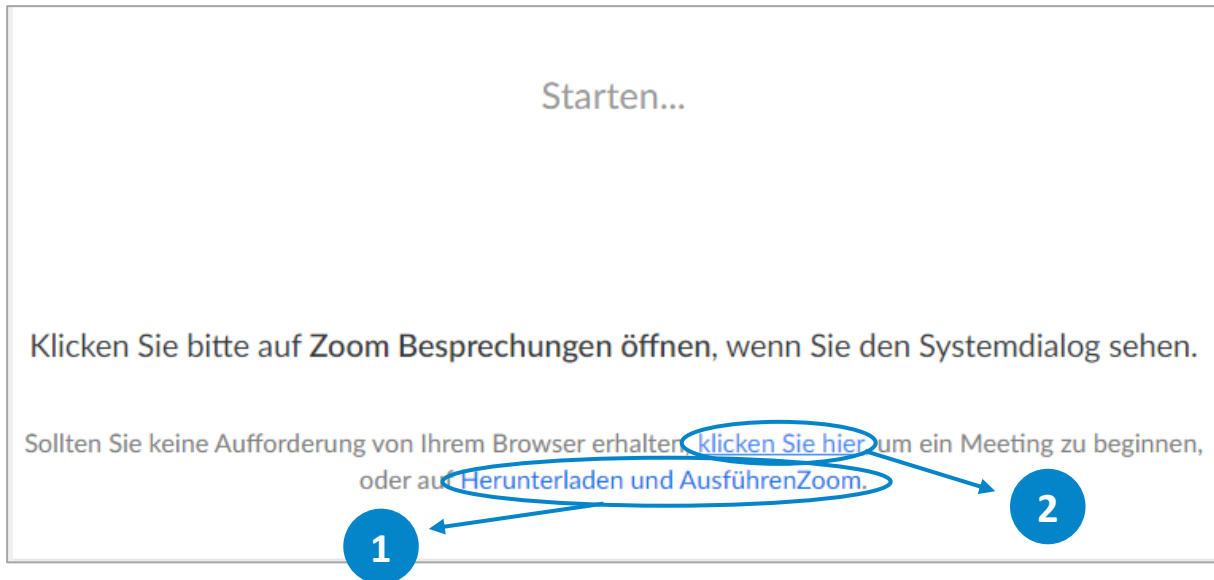 Starten...
Klicken Sie bitte auf Zoom Besprechungen öffnen, wenn Sie den Systemdialog sehen.
Sollten Sie keine Aufforderung von Ihrem Browser erhalten, klicken Sie hier, um ein Meeting zu beginnen,
oder auf Herunterladen und AusführenZoom.
2
1